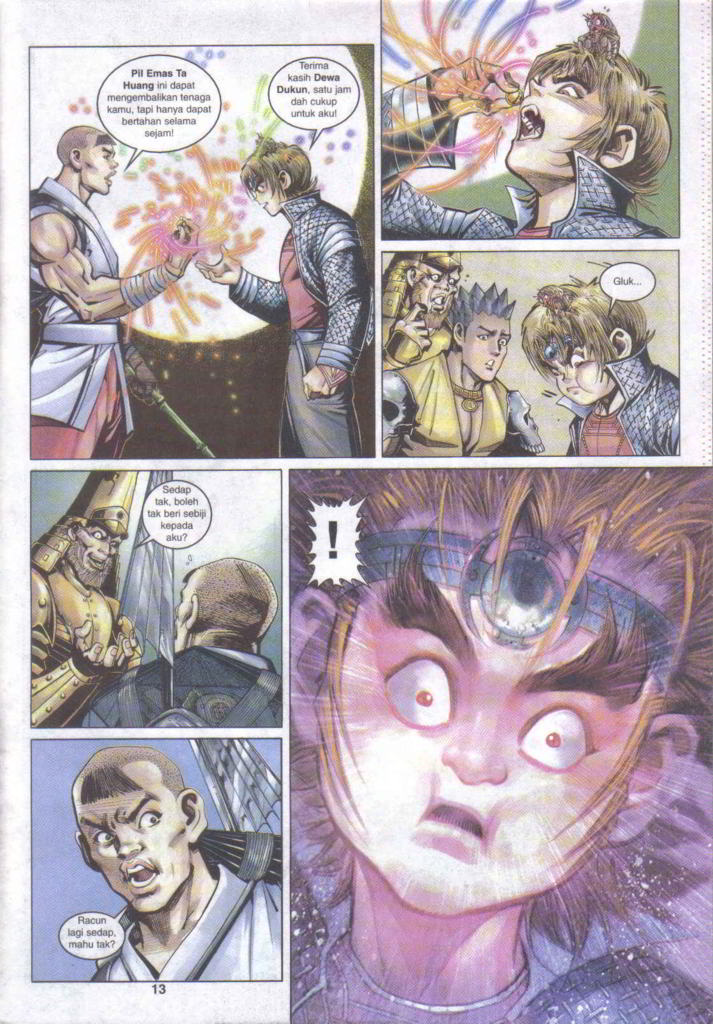 Pil Emas Ta
Huang ini dapat
mengembalikan tenaga
kamu, tapi hanya dapat
bertahan selama
sejam!
Terima
kasih Dewa
Dukun, satu jam
dah cukup
untuk aku!
Gluk...
Sedap
tak, boleh
tak beri sebiji
kepada
aku?
!
Racun
lagi sedap,
mahu tak?
13